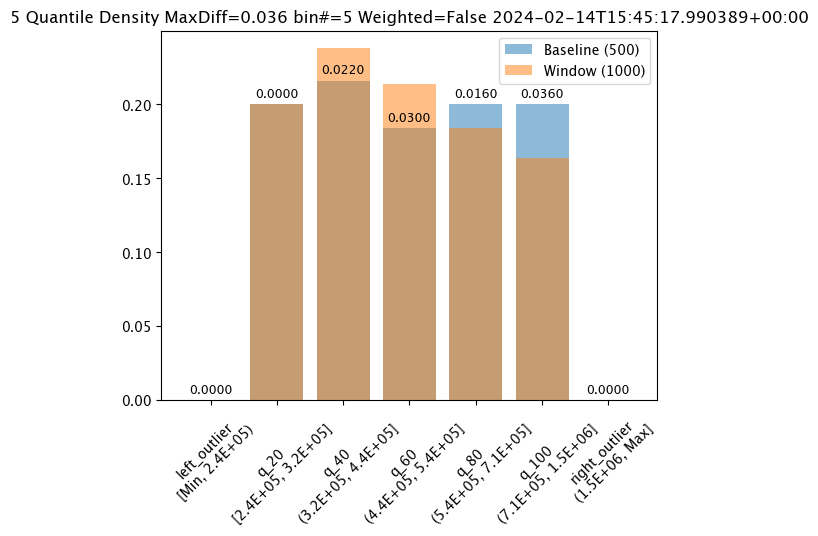 5 Quantile Density MaxDiff=0.036 bin#=5 Weighted=False 2024-02-14T15:45:17.990389+00:00
Baseline (500)
Window (1000)
0.20
0.15
0.10
0.05
0.00
0.0000
0.0000
0.0220
0.0300
0.0160
0.0360
0.0000
left_outlier
[Min, 2.4E+05)
q_20
[2.4E+05, 3.2E+05]
q_40
(3.2E+05, 4.4E+05]
q_60
(4.4E+05, 5.4E+05]
q_80
(5.4E+05, 7.1E+05]
q_100
(7.1E+05, 1.5E+06]
right_outlier
(1.5E+06, Max]